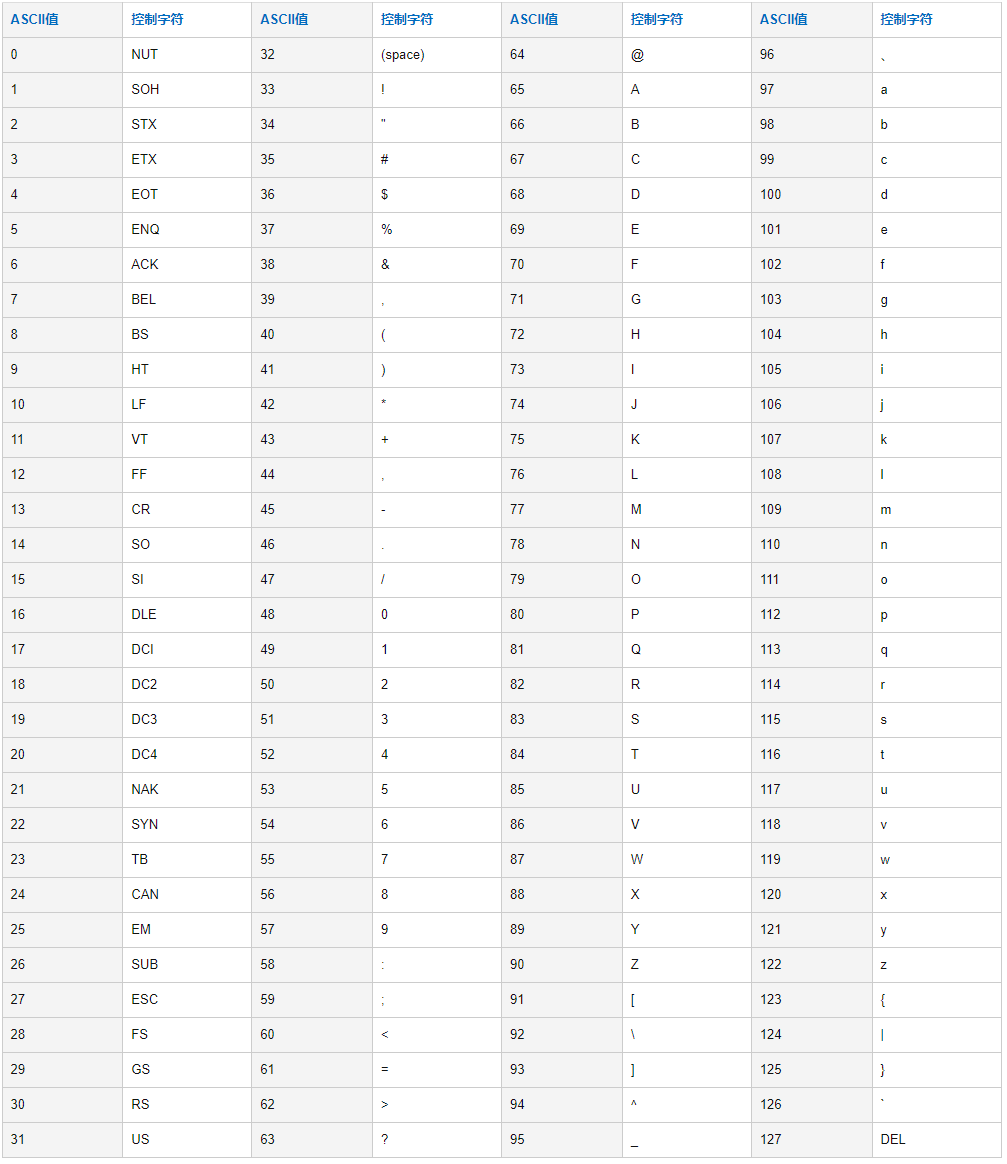 ASCII值 控制字符 ASCII值 控制字符 ASCII值 控制字符 ASCII值 控制字符
0 NUT 32 (space) 64 @ 96 、
1 SOH 33 ! 65 A 97 a
2 STX 34 " 66 B 98 b
3 ETX 35 # 67 C 99 c
4 EOT 36 $ 68 D 100 d
5 ENQ 37 % 69 E 101 e
6 ACK 38 & 70 F 102 f
7 BEL 39 , 71 G 103 g
8 BS 40 ( 72 H 104 h
9 HT 41 ) 73 I 105 i
10 LF 42 * 74 J 106 j
11 VT 43 + 75 K 107 k
12 FF 44 , 76 L 108 l
13 CR 45 - 77 M 109 m
14 SO 46 . 78 N 110 n
15 SI 47 / 79 O 111 o
16 DLE 48 0 80 P 112 p
17 DCI 49 1 81 Q 113 q
18 DC2 50 2 82 R 114 r
19 DC3 51 3 83 S 115 s
20 DC4 52 4 84 T 116 t
21 NAK 53 5 85 U 117 u
22 SYN 54 6 86 V 118 v
23 TB 55 7 87 W 119 w
24 CAN 56 8 88 X 120 x
25 EM 57 9 89 Y 121 y
26 SUB 58 : 90 Z 122 z
27 ESC 59 ; 91 [ 123 {
28 FS 60 < 92 \ 124 |
29 GS 61 = 93 ] 125 }
30 RS 62 > 94 ^ 126 `
31 US 63 ? 95 _ 127 DEL